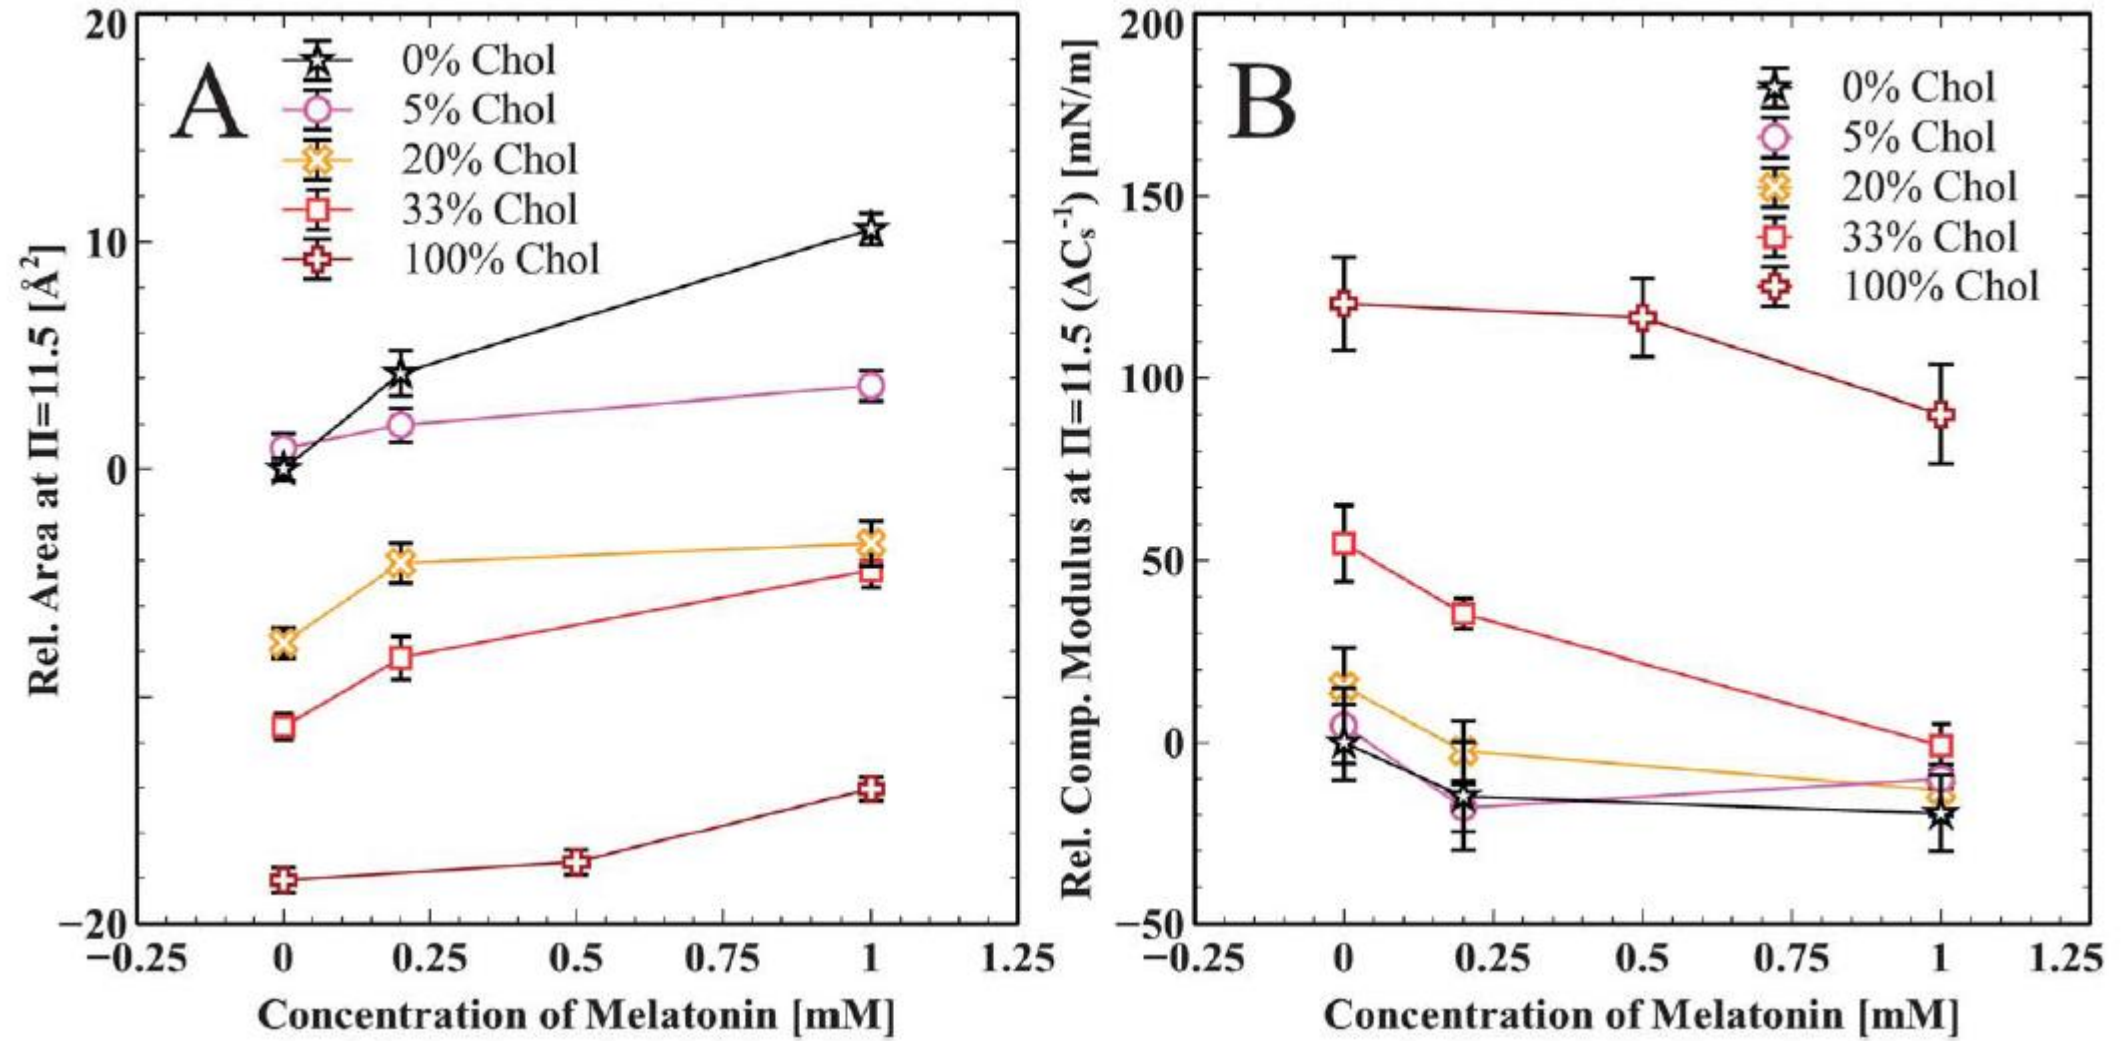 A
0% Chol
5% Chol
20% Chol
33% Chol
100% Chol
20
10
0
−20
Rel. Area at Π=11.5 [Å²]
−0.25 0 0.25 0.5 0.75 1 1.25
Concentration of Melatonin [mM]
B
0% Chol
5% Chol
20% Chol
33% Chol
100% Chol
200
150
100
50
0
−50
Rel. Comp. Modulus at Π=11.5 (ΔCₛ⁻¹) [mN/m]
−0.25 0 0.25 0.5 0.75 1 1.25
Concentration of Melatonin [mM]